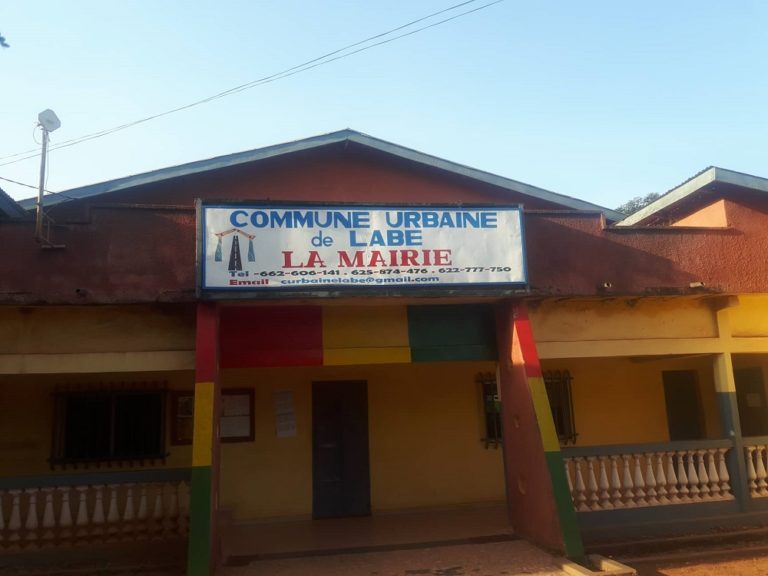 COMMUNE URBAINE
de LABE
LA MAIRIE
Tel -662-606-141 . 625-874-476 . 622-777-750
Email curbainelabe@gmail.com